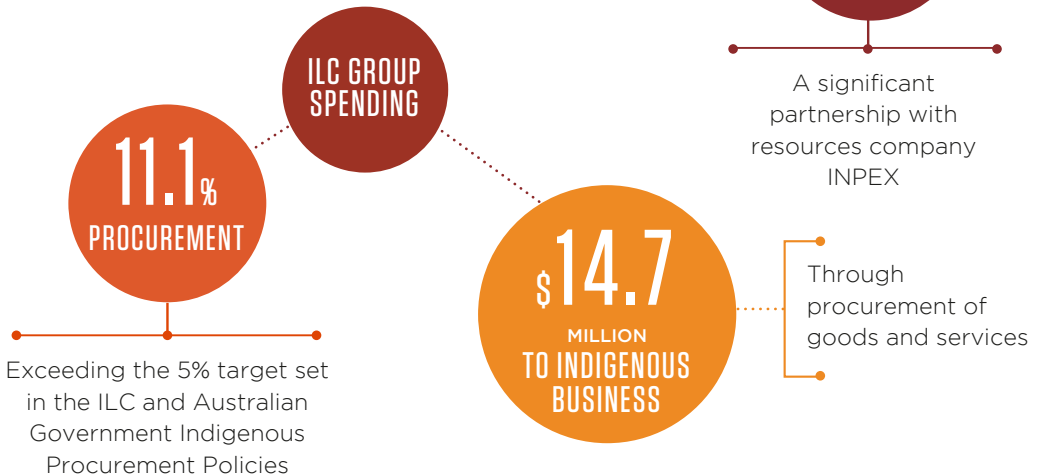 ILC GROUP
SPENDING
11.1%
PROCUREMENT
Exceeding the 5% target set
in the ILC and Australian
Government Indigenous
Procurement Policies
$14.7
MILLION
TO INDIGENOUS
BUSINESS
Through
procurement of
goods and services
A significant
partnership with
resources company
INPEX